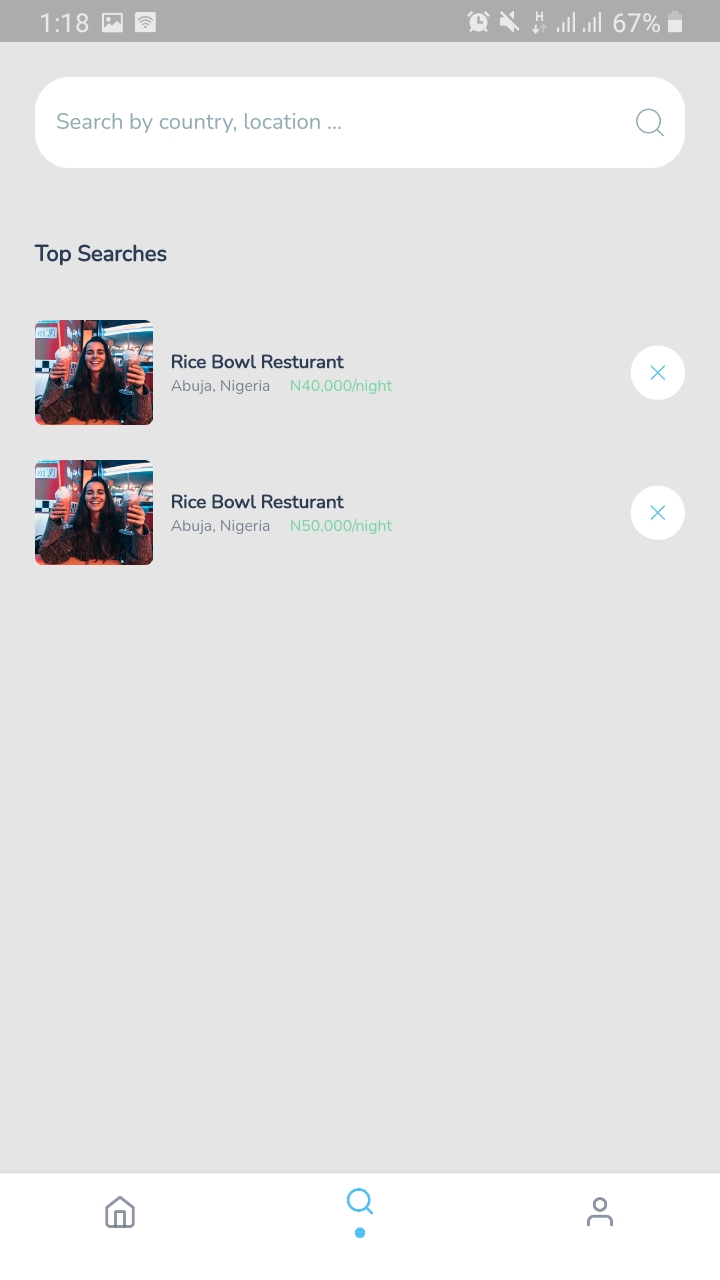 1:18 H 67%
Search by country, location ...
Top Searches
Rice Bowl Resturant
Abuja, Nigeria N40,000/night
Rice Bowl Resturant
Abuja, Nigeria N50,000/night